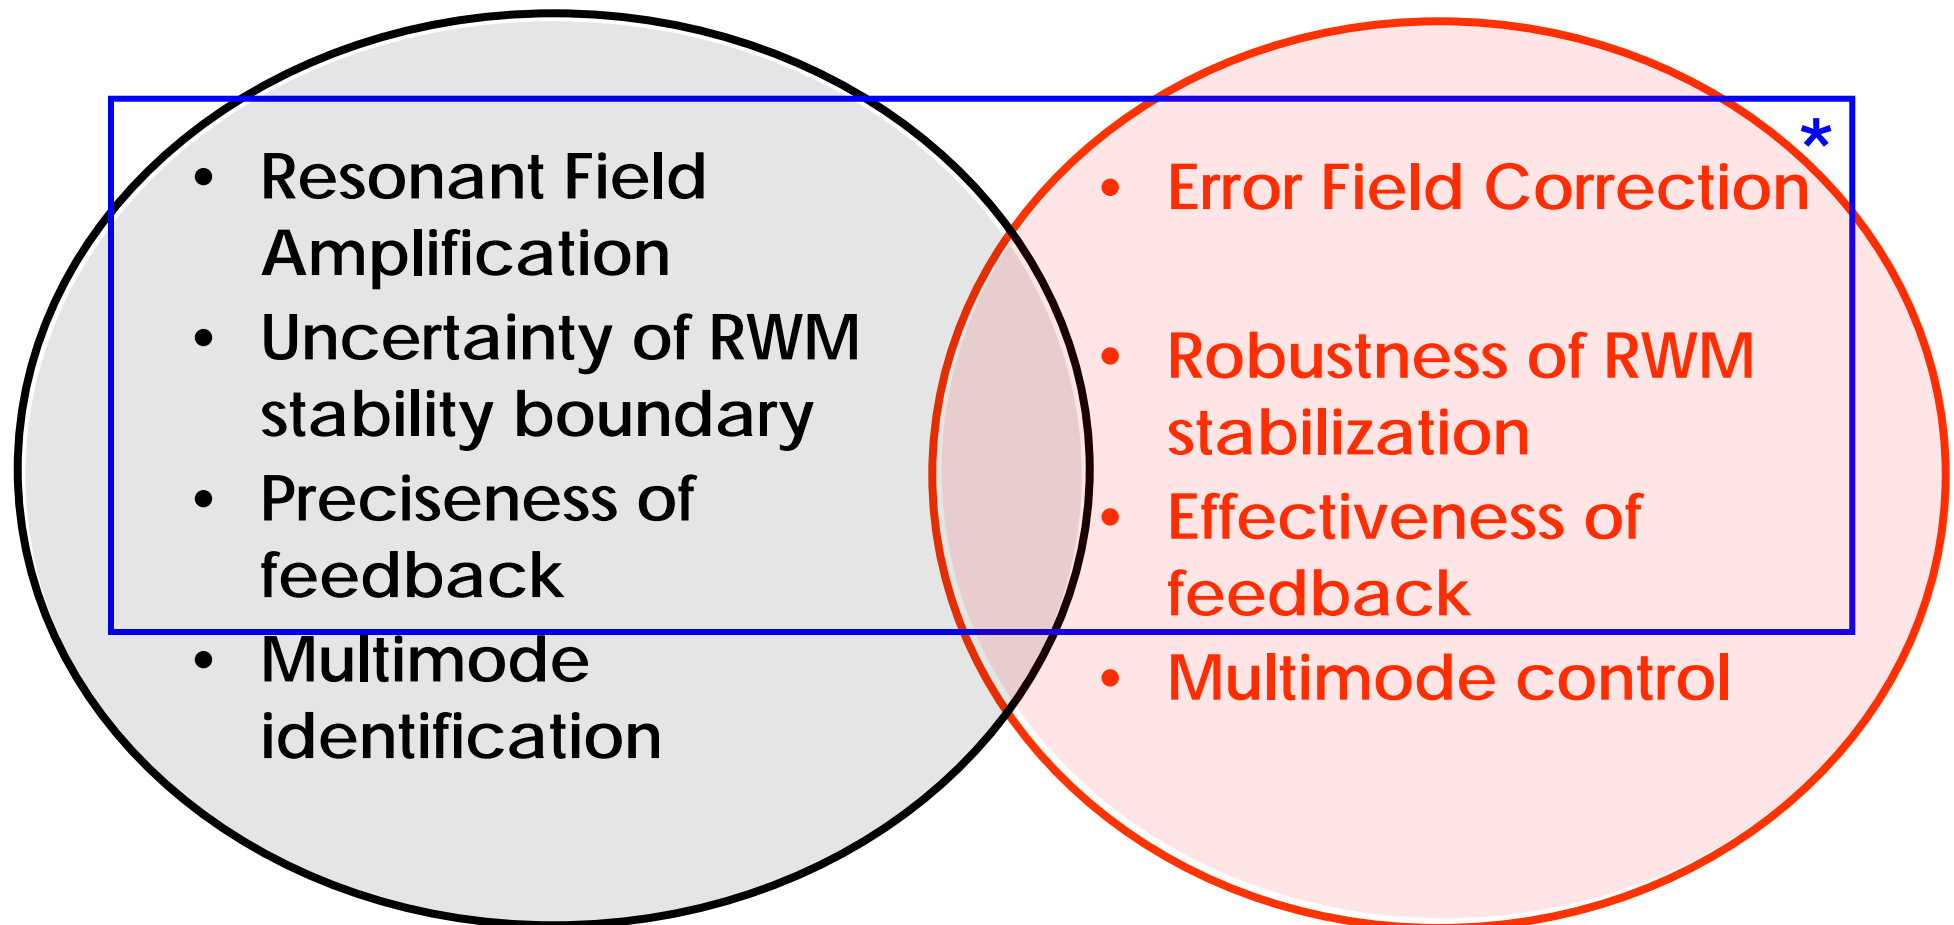 • Resonant Field
Amplification
• Uncertainty of RWM
stability boundary
• Preciseness of
feedback
• Multimode
identification
*
• Error Field Correction
• Robustness of RWM
stabilization
• Effectiveness of
feedback
• Multimode control